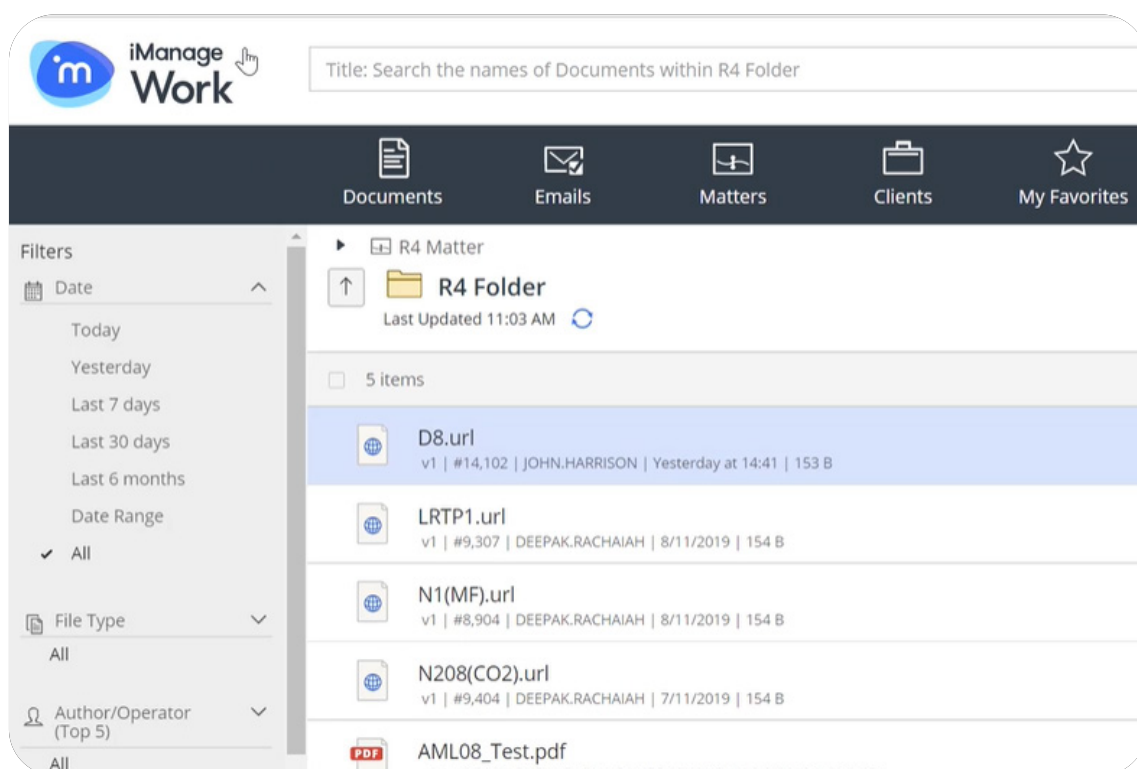 iManage
Work
Title: Search the names of Documents within R4 Folder
Documents
Emails
Matters
Clients
My Favorites
Filters
Date
Today
Yesterday
Last 7 days
Last 30 days
Last 6 months
Date Range
All
File Type
All
Author/Operator
(Top 5)
All
R4 Matter
R4 Folder
Last Updated 11:03 AM
5 items
D8.url
v1 | #14,102 | JOHN.HARRISON | Yesterday at 14:41 | 153 B
LRTP1.url
v1 | #9,307 | DEEPAK.RACHAIAH | 8/11/2019 | 154 B
N1(MF).url
v1 | #8,904 | DEEPAK.RACHAIAH | 8/11/2019 | 154 B
N208(CO2).url
v1 | #9,404 | DEEPAK.RACHAIAH | 7/11/2019 | 154 B
PDF
AML08_Test.pdf